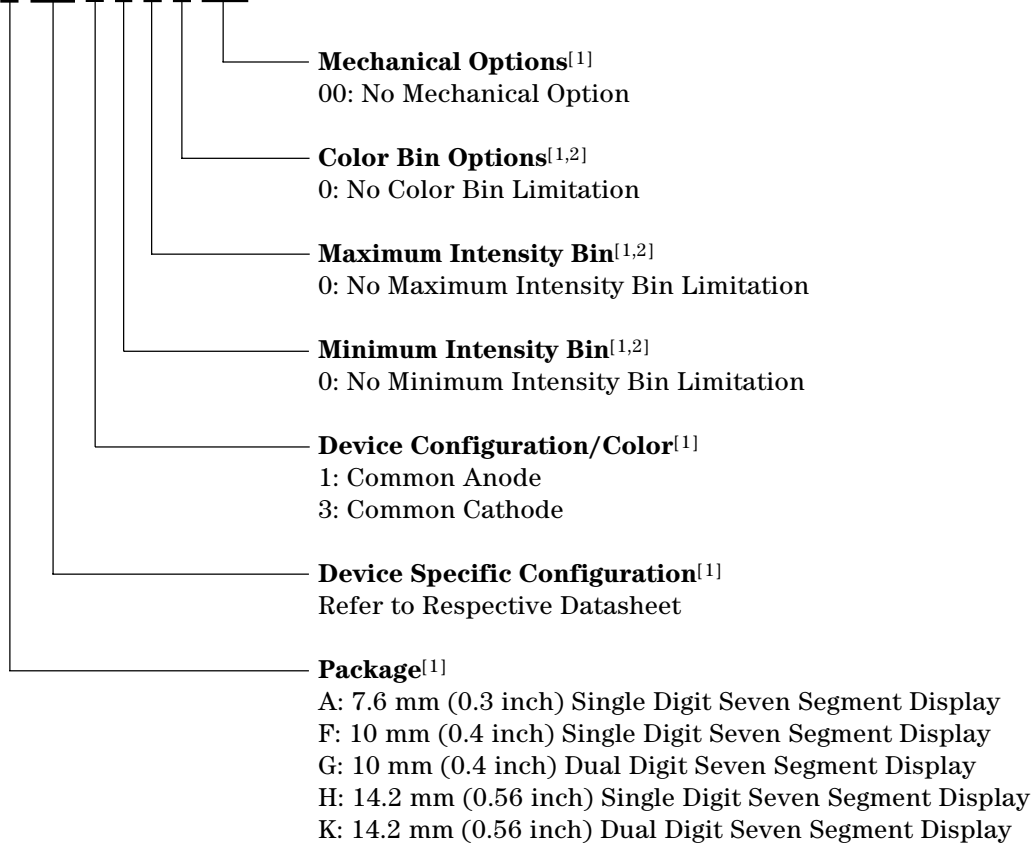 Mechanical Options[1]
00: No Mechanical Option
Color Bin Options[1,2]
0: No Color Bin Limitation
Maximum Intensity Bin[1,2]
0: No Maximum Intensity Bin Limitation
Minimum Intensity Bin[1,2]
0: No Minimum Intensity Bin Limitation
Device Configuration/Color[1]
1: Common Anode
3: Common Cathode
Device Specific Configuration[1]
Refer to Respective Datasheet
Package[1]
A: 7.6 mm (0.3 inch) Single Digit Seven Segment Display
F: 10 mm (0.4 inch) Single Digit Seven Segment Display
G: 10 mm (0.4 inch) Dual Digit Seven Segment Display
H: 14.2 mm (0.56 inch) Single Digit Seven Segment Display
K: 14.2 mm (0.56 inch) Dual Digit Seven Segment Display